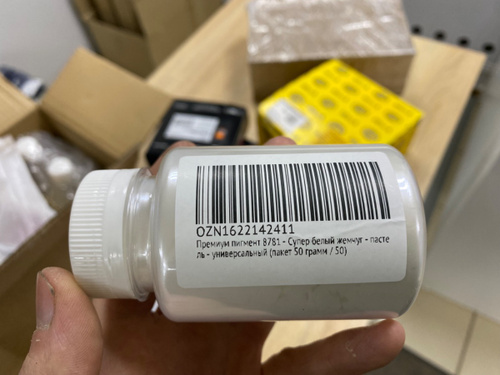 OZN1622142411
Премиум пигмент 8781 - Супер белый жемчуг - пасте
ль - универсальный (пакет 50 грамм / 50)